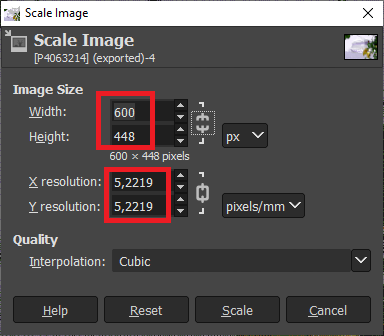 Scale Image
Scale Image
[P4063214] (exported)-4
Image Size
Width: 600
Height: 448 px
600 × 448 pixels
X resolution: 5,2219
Y resolution: 5,2219 pixels/mm
Quality
Interpolation: Cubic
Help Reset Scale Cancel